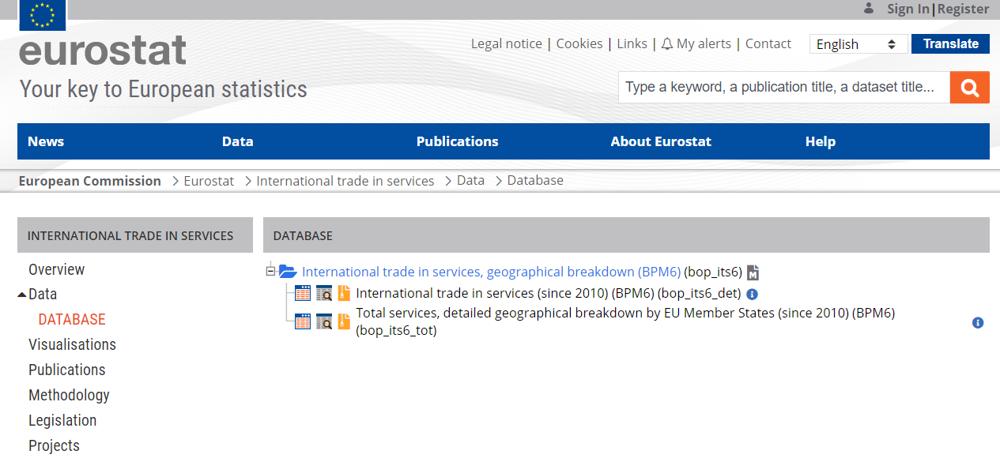 Sign In|Register
eurostat
Legal notice | Cookies | Links | My alerts | Contact
English
Translate
Your key to European statistics
Type a keyword, a publication title, a dataset title...
News Data Publications About Eurostat Help
European Commission > Eurostat > International trade in services > Data > Database
INTERNATIONAL TRADE IN SERVICES
Overview
Data
DATABASE
Visualisations
Publications
Methodology
Legislation
Projects
DATABASE
International trade in services, geographical breakdown (BPM6) (bop_its6) M
International trade in services (since 2010) (BPM6) (bop_its6_det) i
Total services, detailed geographical breakdown by EU Member States (since 2010) (BPM6) i
(bop_its6_tot)